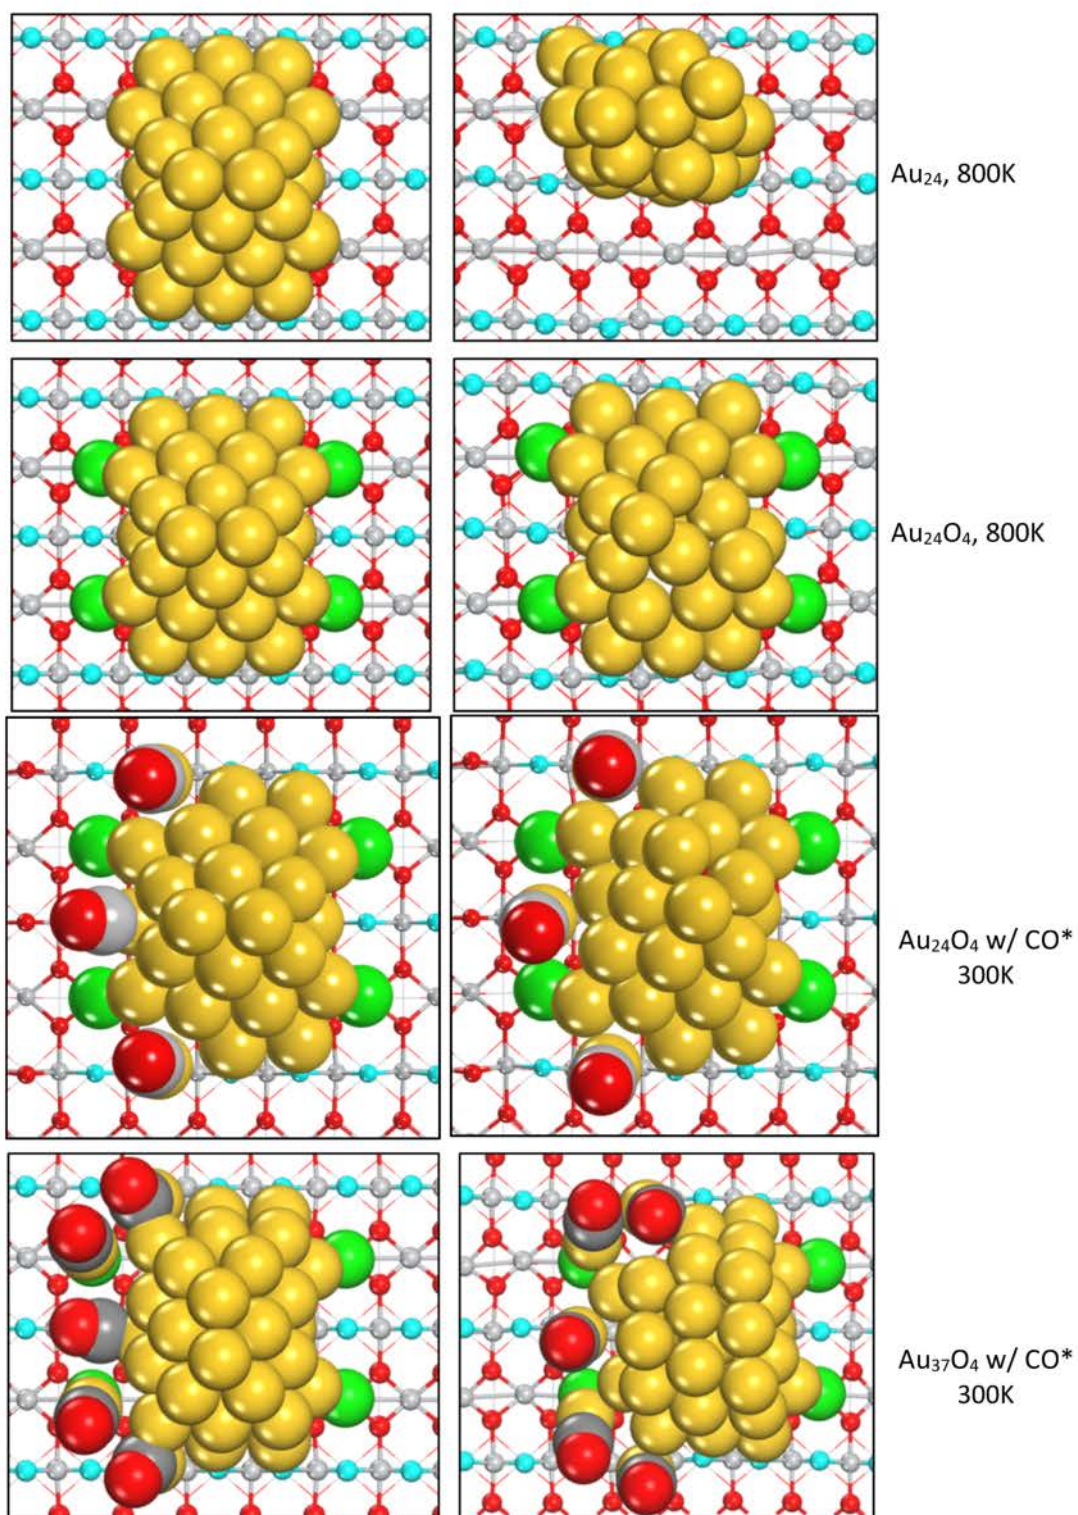 Au₂₄, 800K
Au₂₄O₄, 800K
Au₂₄O₄ w/ CO*
300K
Au₃₇O₄ w/ CO*
300K